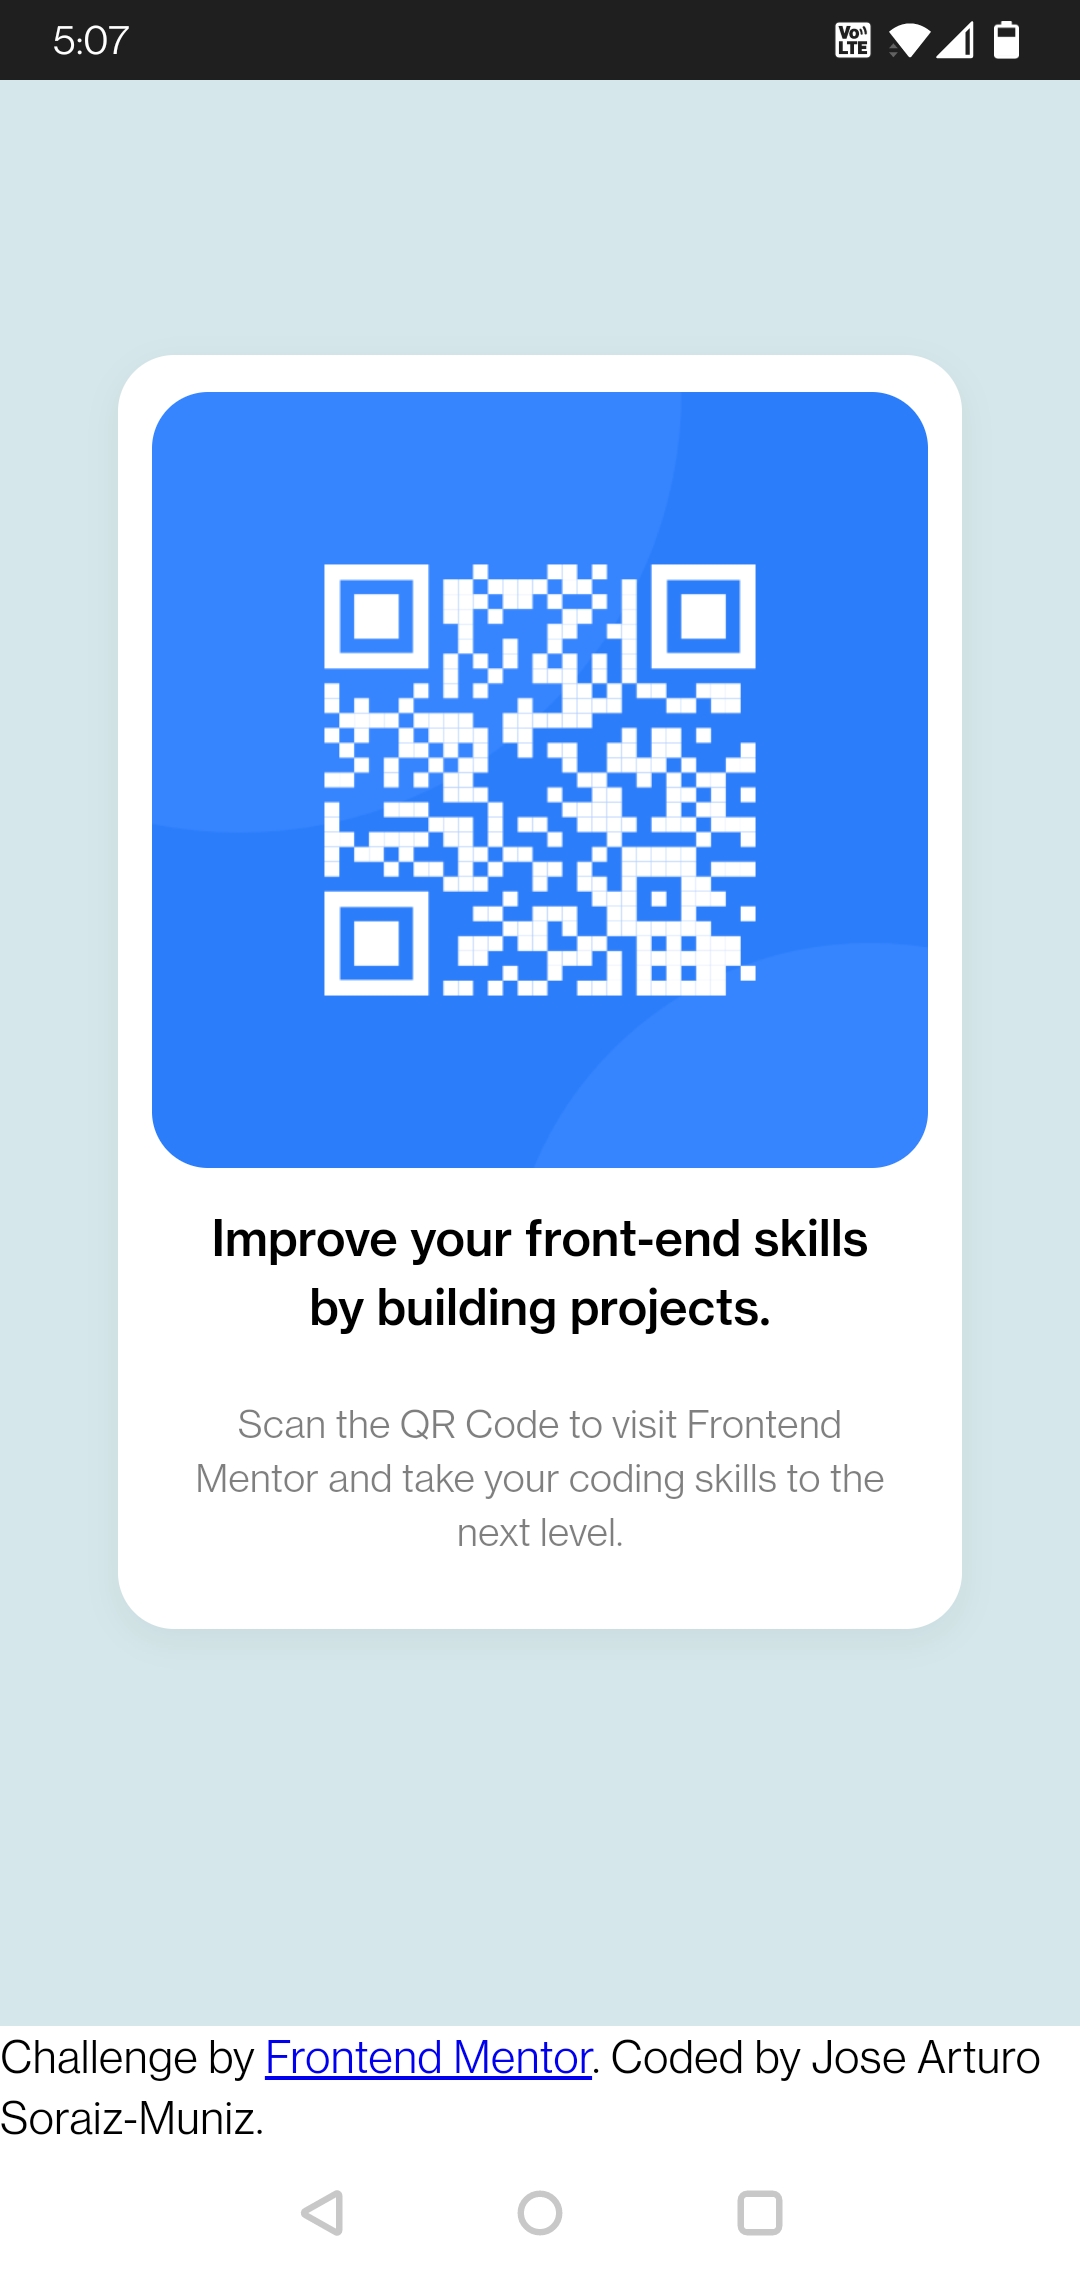 5:07
Vo LTE
Improve your front-end skills
by building projects.
Scan the QR Code to visit Frontend
Mentor and take your coding skills to the
next level.
Challenge by Frontend Mentor. Coded by Jose Arturo
Soraiz-Muniz.